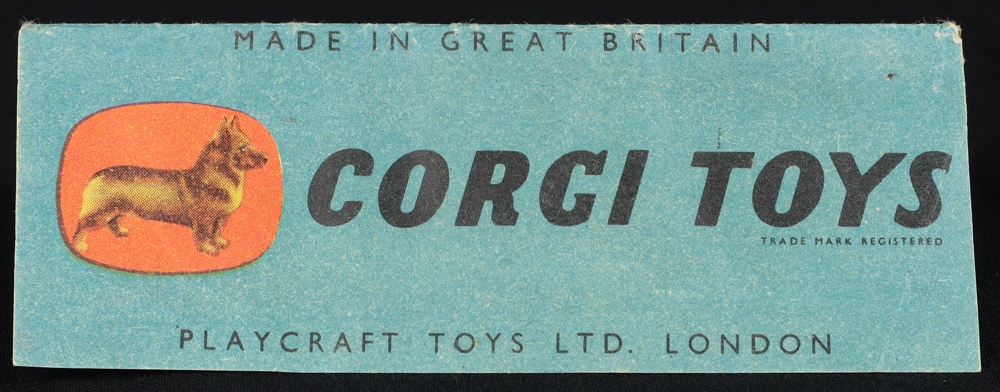 MADE IN GREAT BRITAIN
CORGI TOYS
TRADE MARK REGISTERED
PLAYCRAFT TOYS LTD. LONDON